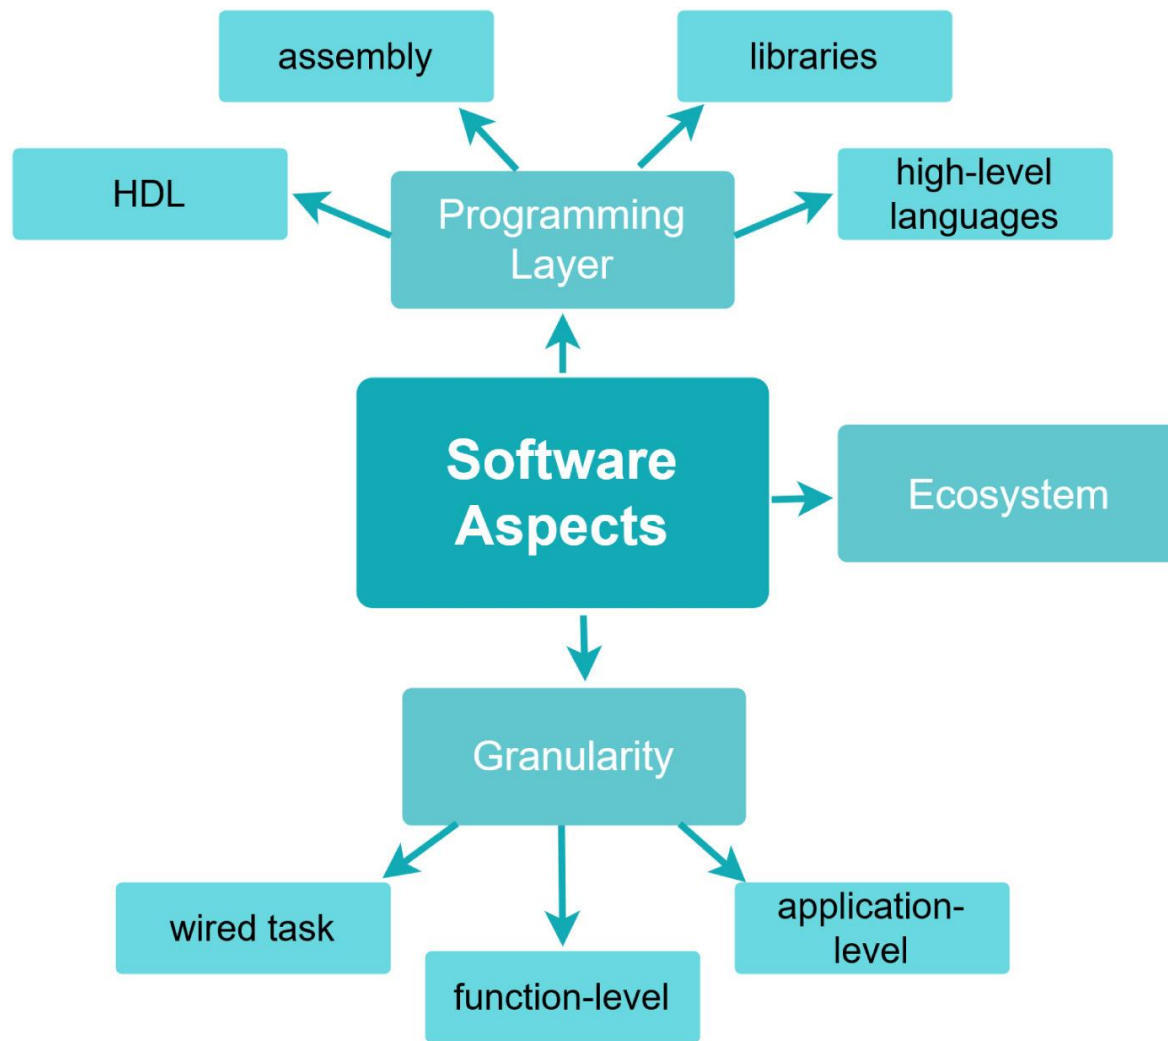 assembly
libraries
HDL
high-level
languages
Programming
Layer
Software
Aspects
Ecosystem
Granularity
wired task
function-level
application-
level